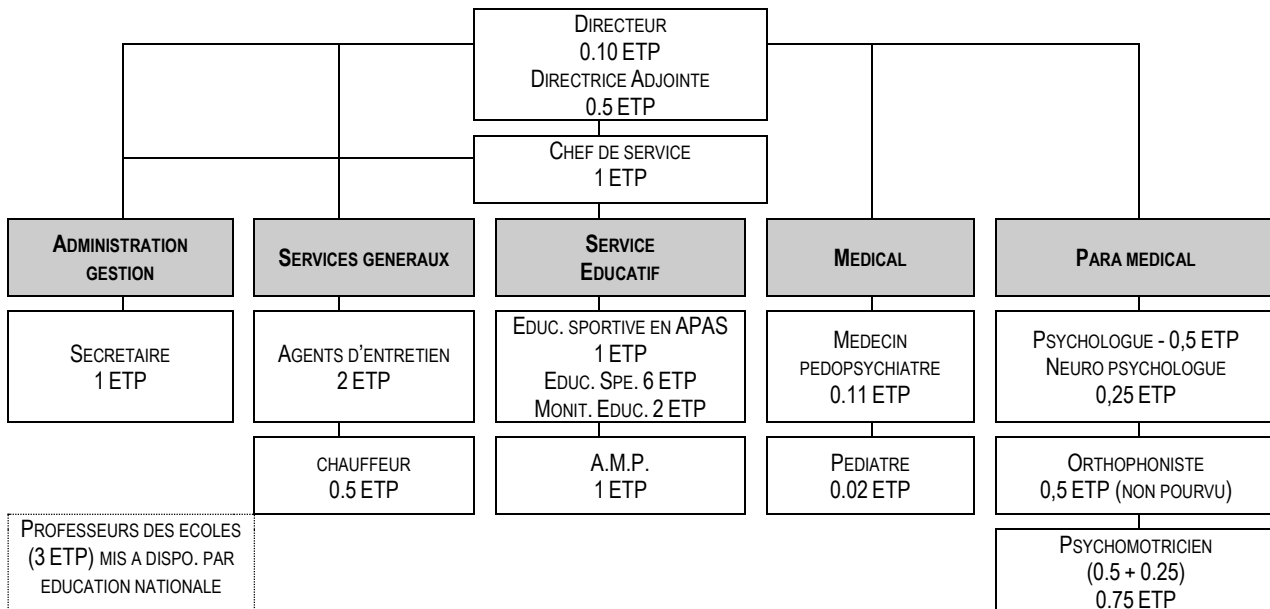 DIRECTEUR
0.10 ETP
DIRECTRICE ADJOINTE
0.5 ETP
CHEF DE SERVICE
1 ETP
ADMINISTRATION
GESTION
SERVICES GENERAUX
SERVICE
EDUCATIF
MEDICAL
PARA MEDICAL
SECRETAIRE
1 ETP
AGENTS D'ENTRETIEN
2 ETP
EDUC. SPORTIVE EN APAS
1 ETP
EDUC. SPE. 6 ETP
MONIT. EDUC. 2 ETP
MEDECIN
PEDOPSYCHIATRE
0.11 ETP
PSYCHOLOGUE - 0,5 ETP
NEURO PSYCHOLOGUE
0,25 ETP
CHAUFFEUR
0.5 ETP
A.M.P.
1 ETP
PEDIATRE
0.02 ETP
ORTHOPHONISTE
0,5 ETP (NON POURVU)
PROFESSEURS DES ECOLES
(3 ETP) MIS A DISPO. PAR
EDUCATION NATIONALE
PSYCHOMOTRICIEN
(0.5 + 0.25)
0.75 ETP